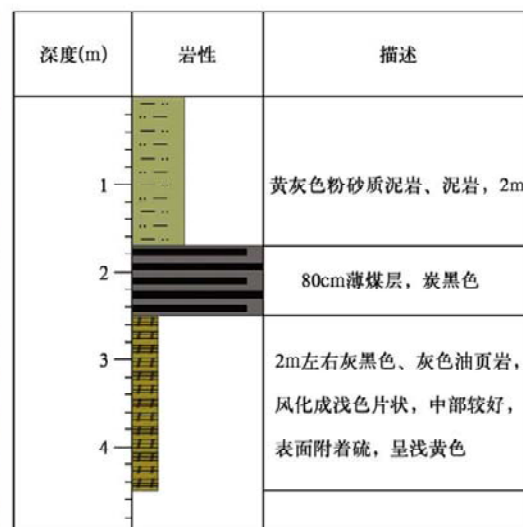 深度(m) 岩性 描述
1
黄灰色粉砂质泥岩、泥岩，2m
2
80cm薄煤层，炭黑色
3
2m左右灰黑色、灰色油页岩，
风化成浅色片状，中部较好，
4
表面附着硫，呈浅黄色